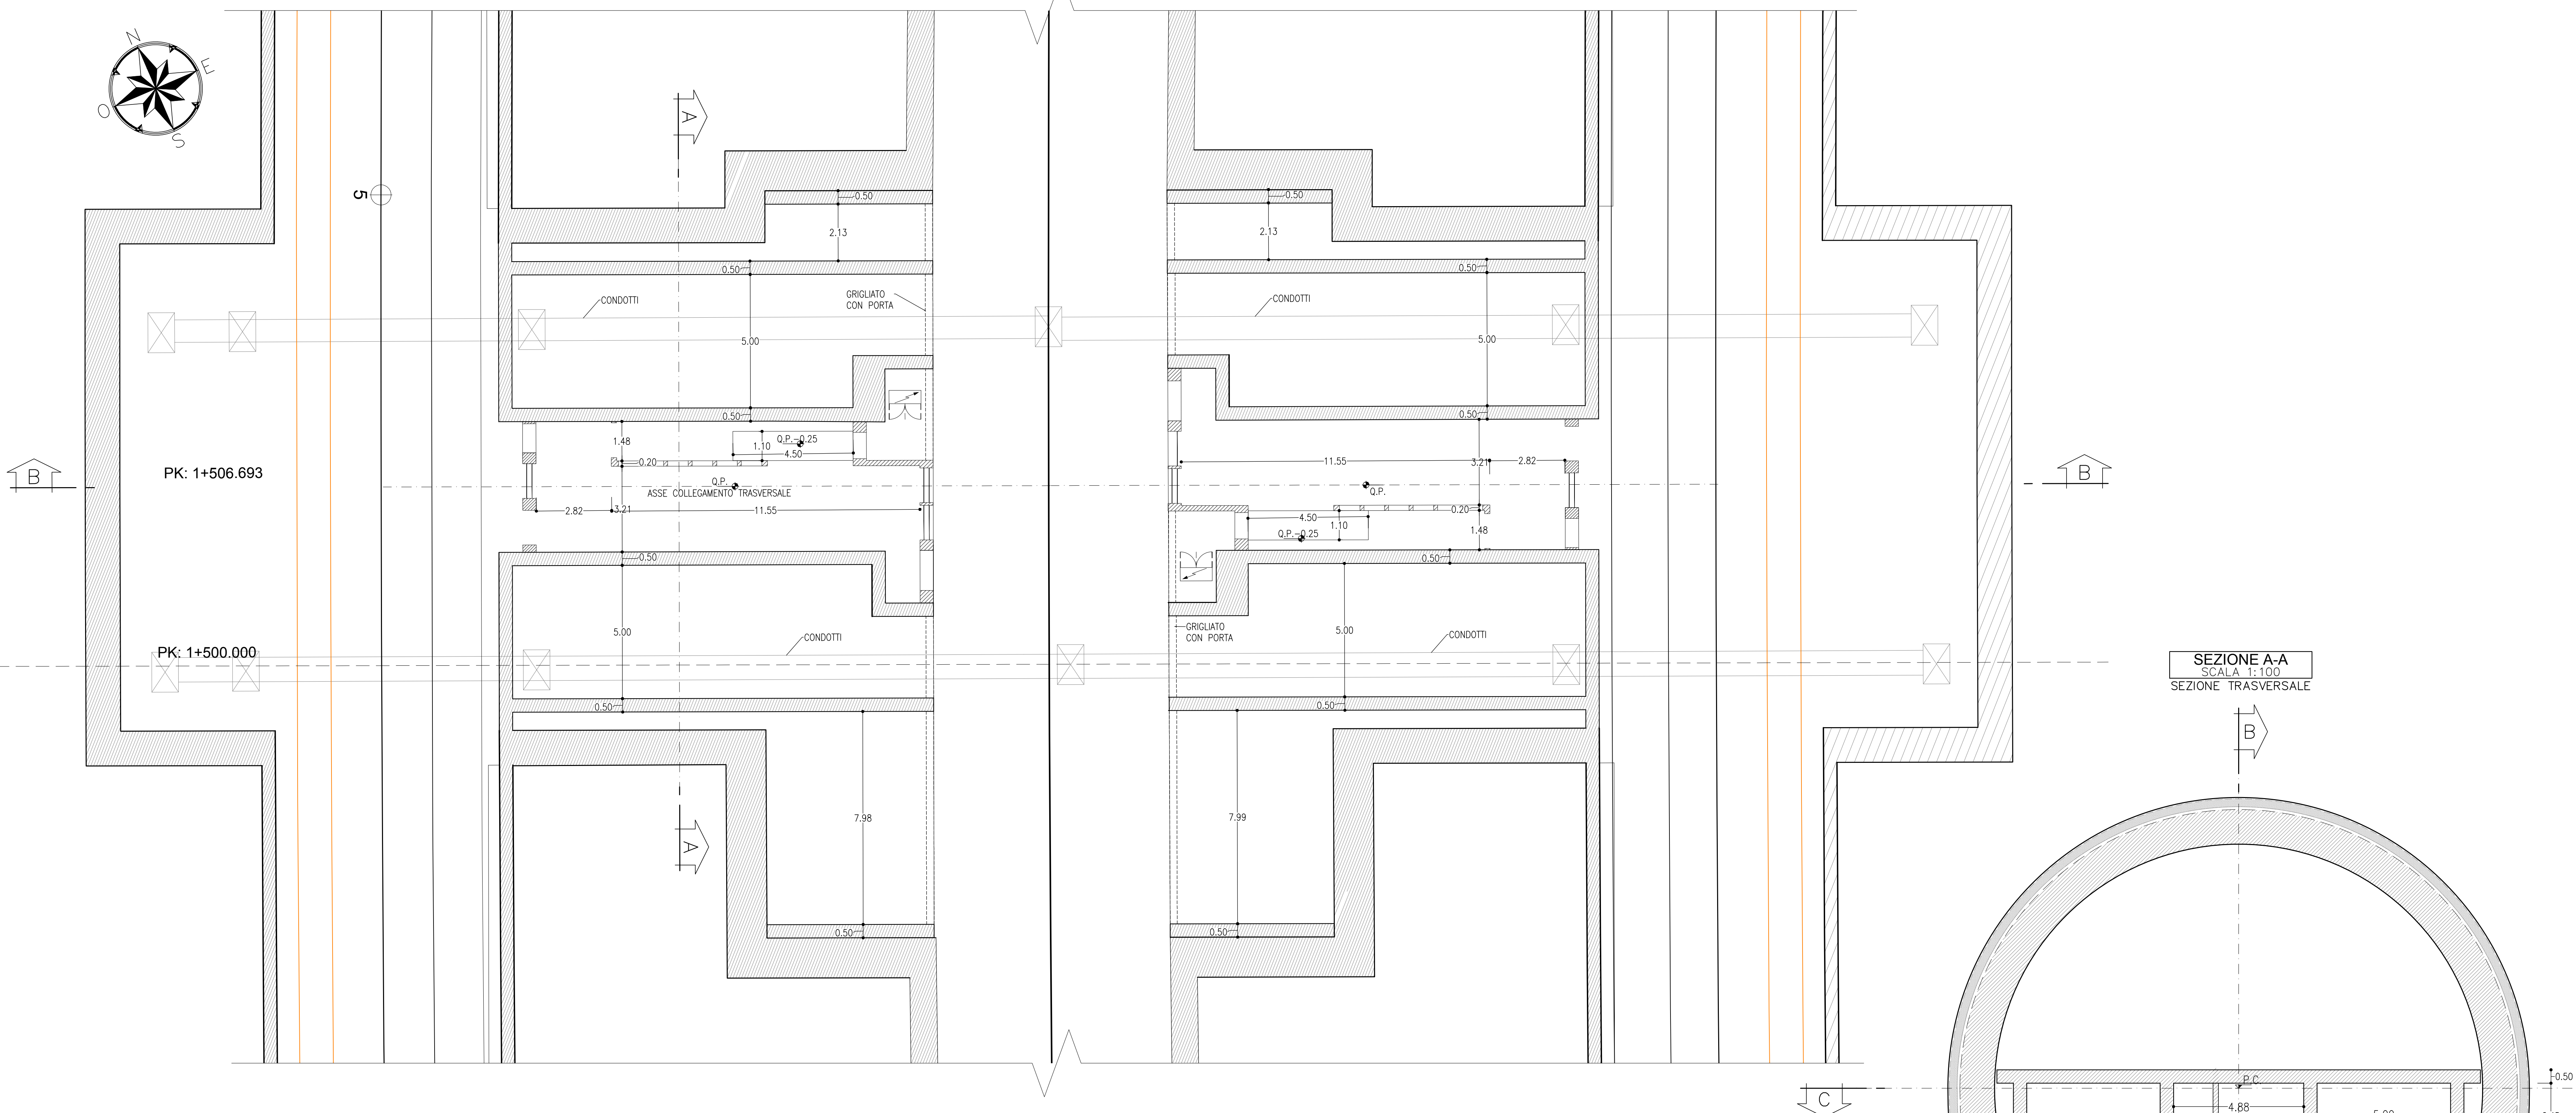 N
E
O
S
A
5
0.50
0.50
2.13
2.13
0.50
0.50
CONDOTTI
GRIGLIATO
CON PORTA
CONDOTTI
5.00
5.00
0.50
0.50
1.48
1.10
Q.P.-0.25
4.50
0.20
11.55
3.21
2.82
B
PK: 1+506.693
B
Q.P.
ASSE COLLEGAMENTO TRASVERSALE
Q.P.
2.82
3.21
11.55
4.50
1.10
0.20
1.48
Q.P.-0.25
0.50
0.50
5.00
CONDOTTI
GRIGLIATO
CON PORTA
5.00
CONDOTTI
PK: 1+500.000
SEZIONE A-A
SCALA 1:100
SEZIONE TRASVERSALE
0.50
0.50
B
7.98
7.99
A
0.50
0.50
P.C.
0.50
C
4.88
5.00